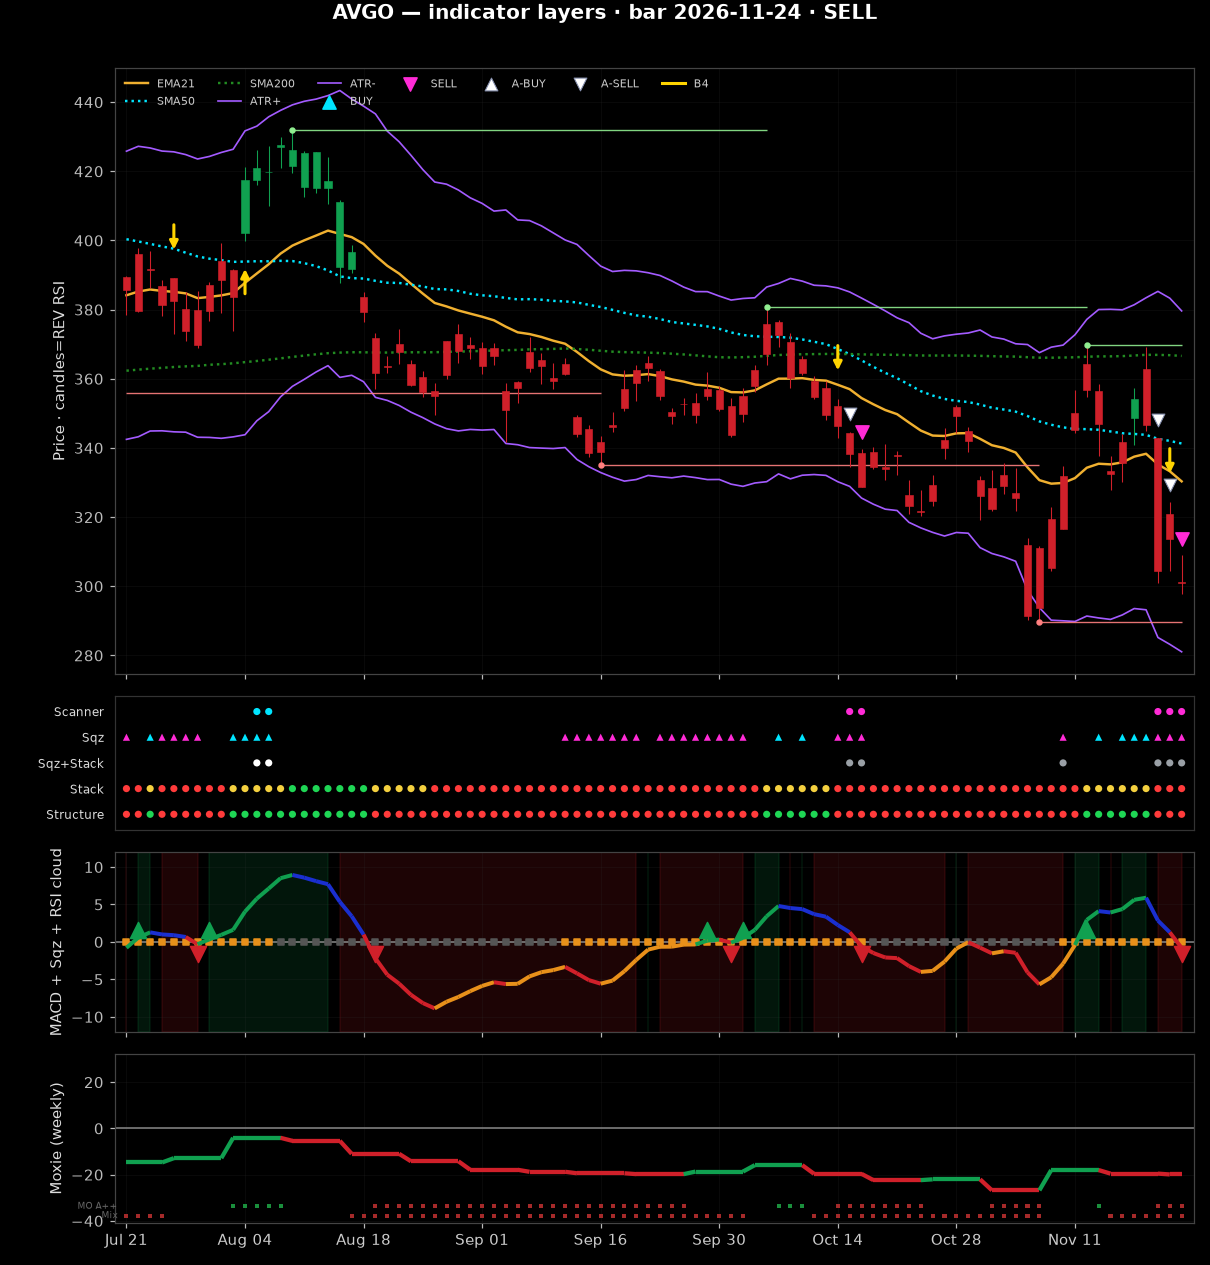 AVGO — indicator layers · bar 2026-11-24 · SELL
EMA21 SMA200 ATR- SELL A-BUY A-SELL B4
SMA50 ATR+ BUY
Price · candles=REV RSI
440
420
400
380
360
340
320
300
280
Scanner
Sqz
Sqz+Stack
Stack
Structure
MACD + Sqz + RSI cloud
10
5
0
−5
−10
Moxie (weekly)
20
0
−20
−40
MO A++
Mix
Jul 21 Aug 04 Aug 18 Sep 01 Sep 16 Sep 30 Oct 14 Oct 28 Nov 11